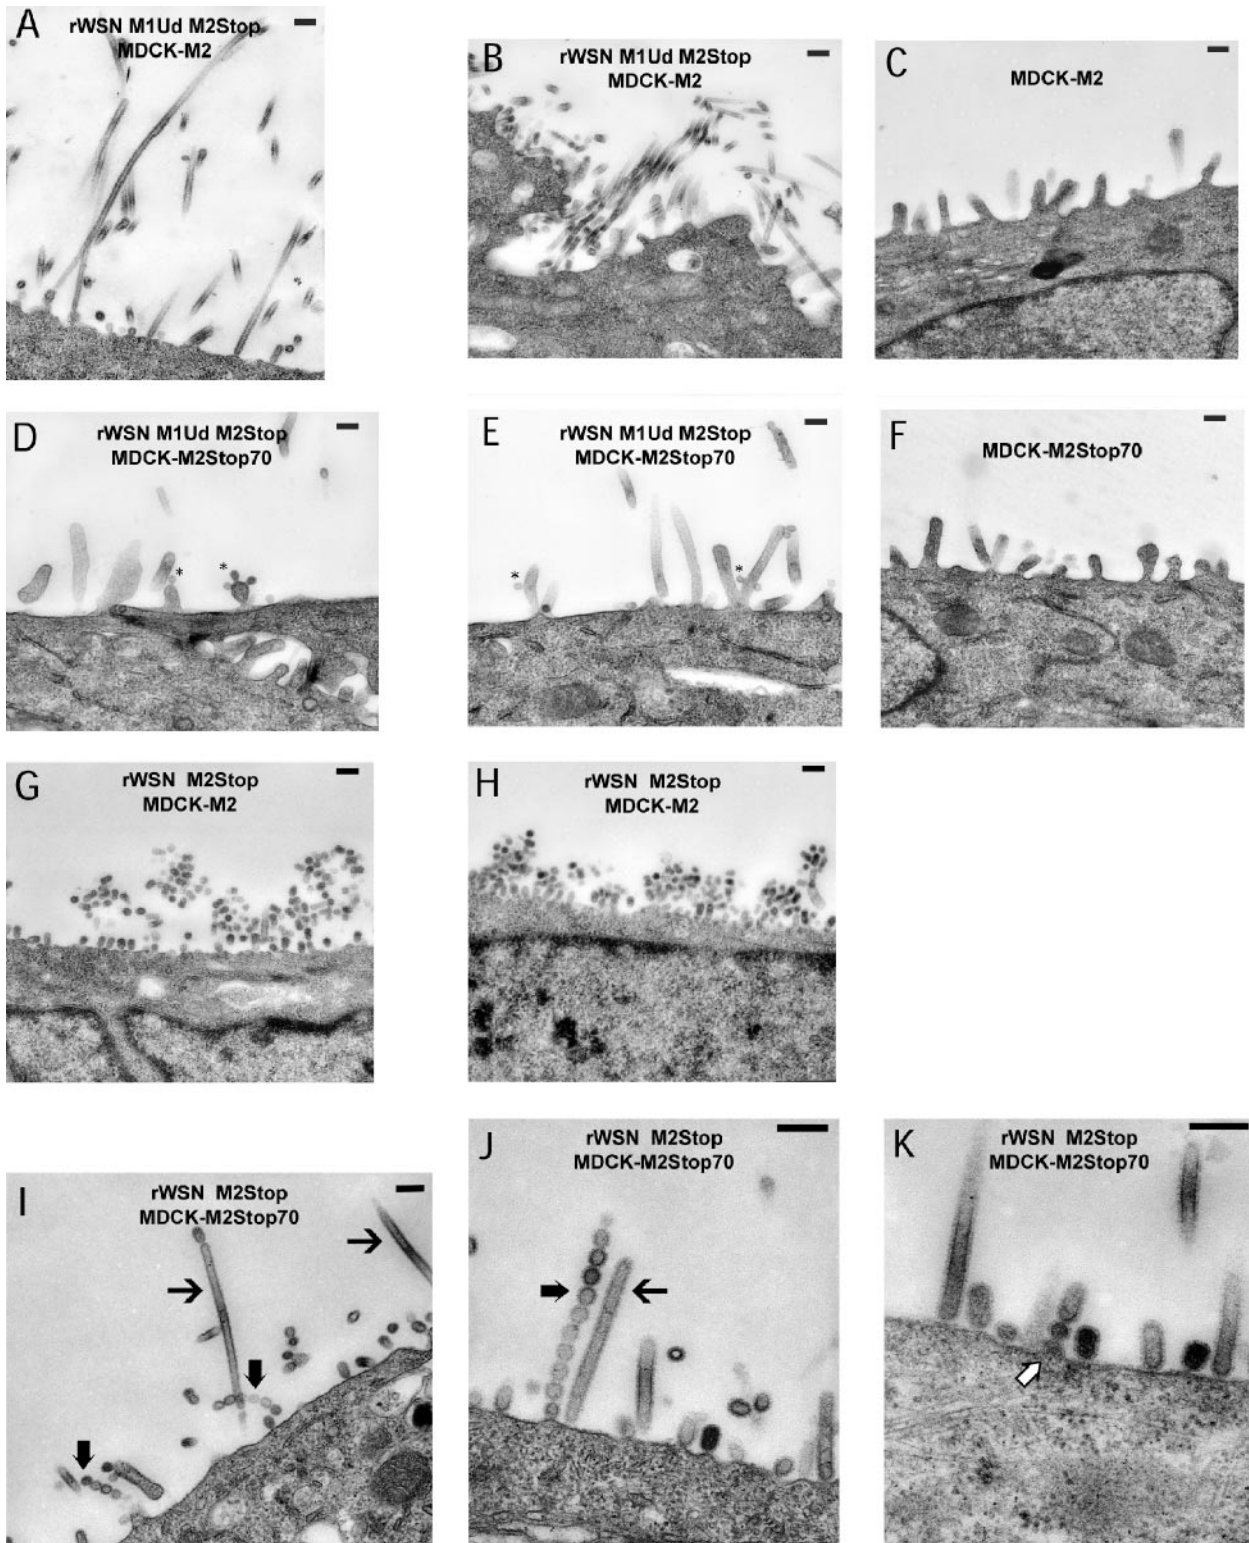 A
rWSN M1Ud M2Stop
MDCK-M2
B
rWSN M1Ud M2Stop
MDCK-M2
C
MDCK-M2
D
rWSN M1Ud M2Stop
MDCK-M2Stop70
*
*
E
rWSN M1Ud M2Stop
MDCK-M2Stop70
*
*
F
MDCK-M2Stop70
G
rWSN M2Stop
MDCK-M2
H
rWSN M2Stop
MDCK-M2
I
rWSN M2Stop
MDCK-M2Stop70
J
rWSN M2Stop
MDCK-M2Stop70
K
rWSN M2Stop
MDCK-M2Stop70